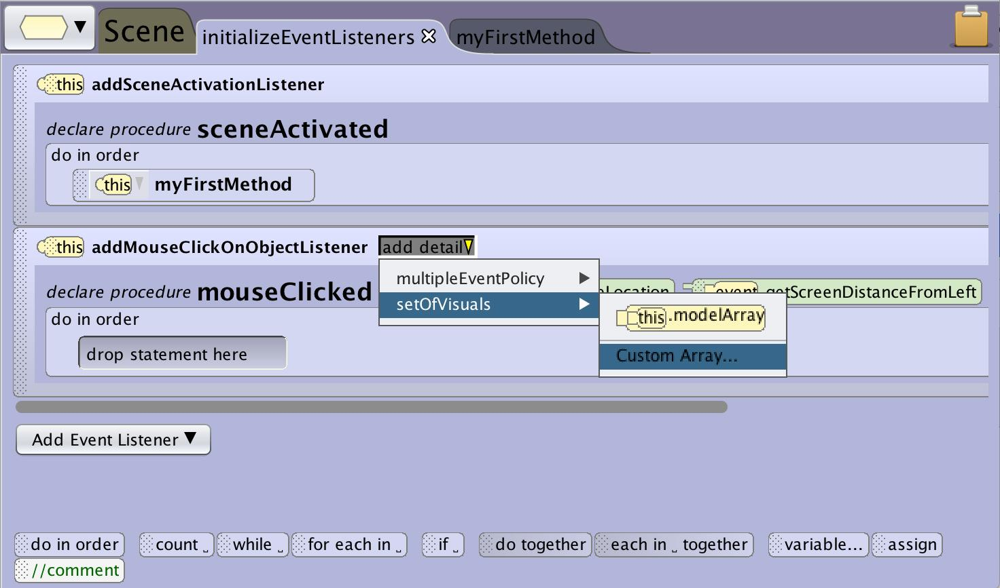 Scene
initializeEventListeners
myFirstMethod
this addSceneActivationListener
declare procedure sceneActivated
do in order
this myFirstMethod
this addMouseClickOnObjectListener add detail
multipleEventPolicy
setOfVisuals
this.modelArray
Custom Array...
declare procedure mouseClicked event getScreenDistanceFromLeft
do in order
drop statement here
Add Event Listener
do in order count ␣ while ␣ for each in ␣ if ␣ do together each in ␣ together variable... assign
//comment